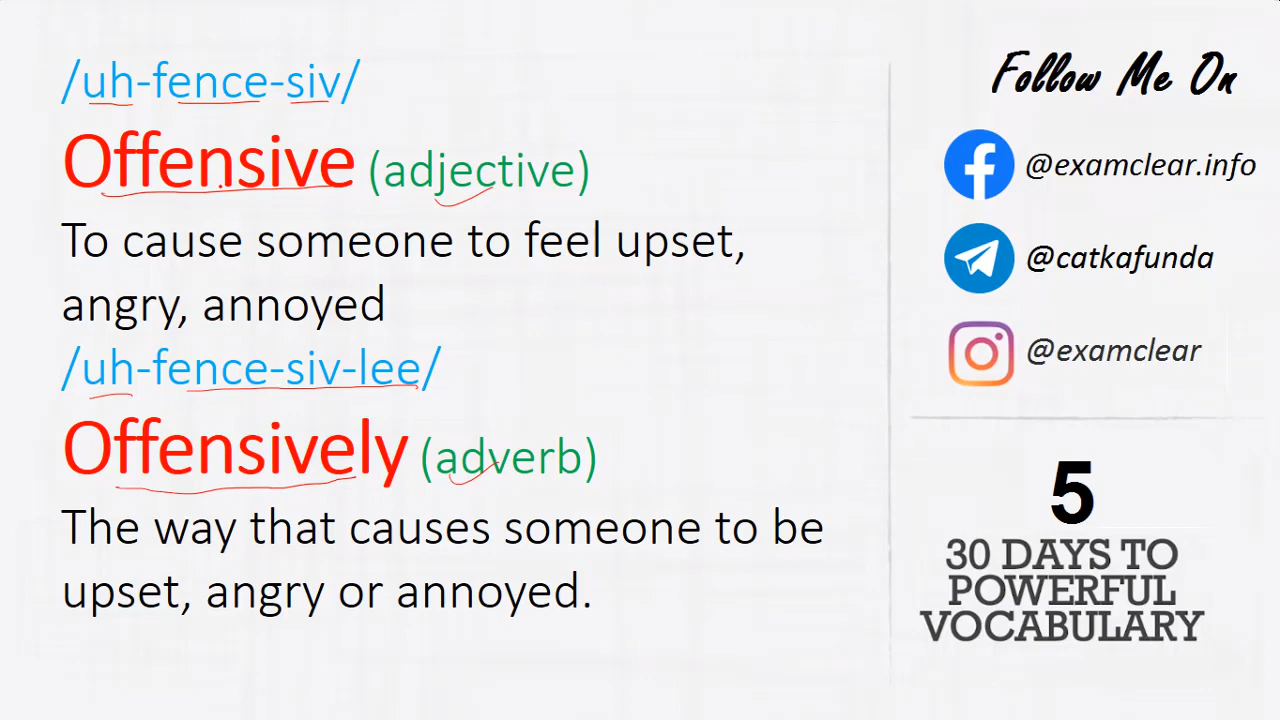 /uh-fence-siv/
Offensive (adjective)
To cause someone to feel upset,
angry, annoyed
/uh-fence-siv-lee/
Offensively (adverb)
The way that causes someone to be
upset, angry or annoyed.
Follow Me On
@examclear.info
@catkafunda
@examclear
5
30 DAYS TO
POWERFUL
VOCABULARY